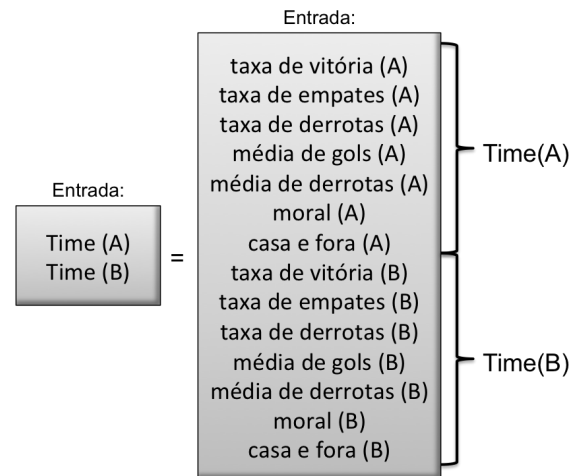 Entrada:
taxa de vitória (A)
taxa de empates (A)
taxa de derrotas (A)
média de gols (A)
média de derrotas (A)
moral (A)
casa e fora (A)
taxa de vitória (B)
taxa de empates (B)
taxa de derrotas (B)
média de gols (B)
média de derrotas (B)
moral (B)
casa e fora (B)
Time(A)
Time(B)
Entrada:
Time (A)
Time (B)
=